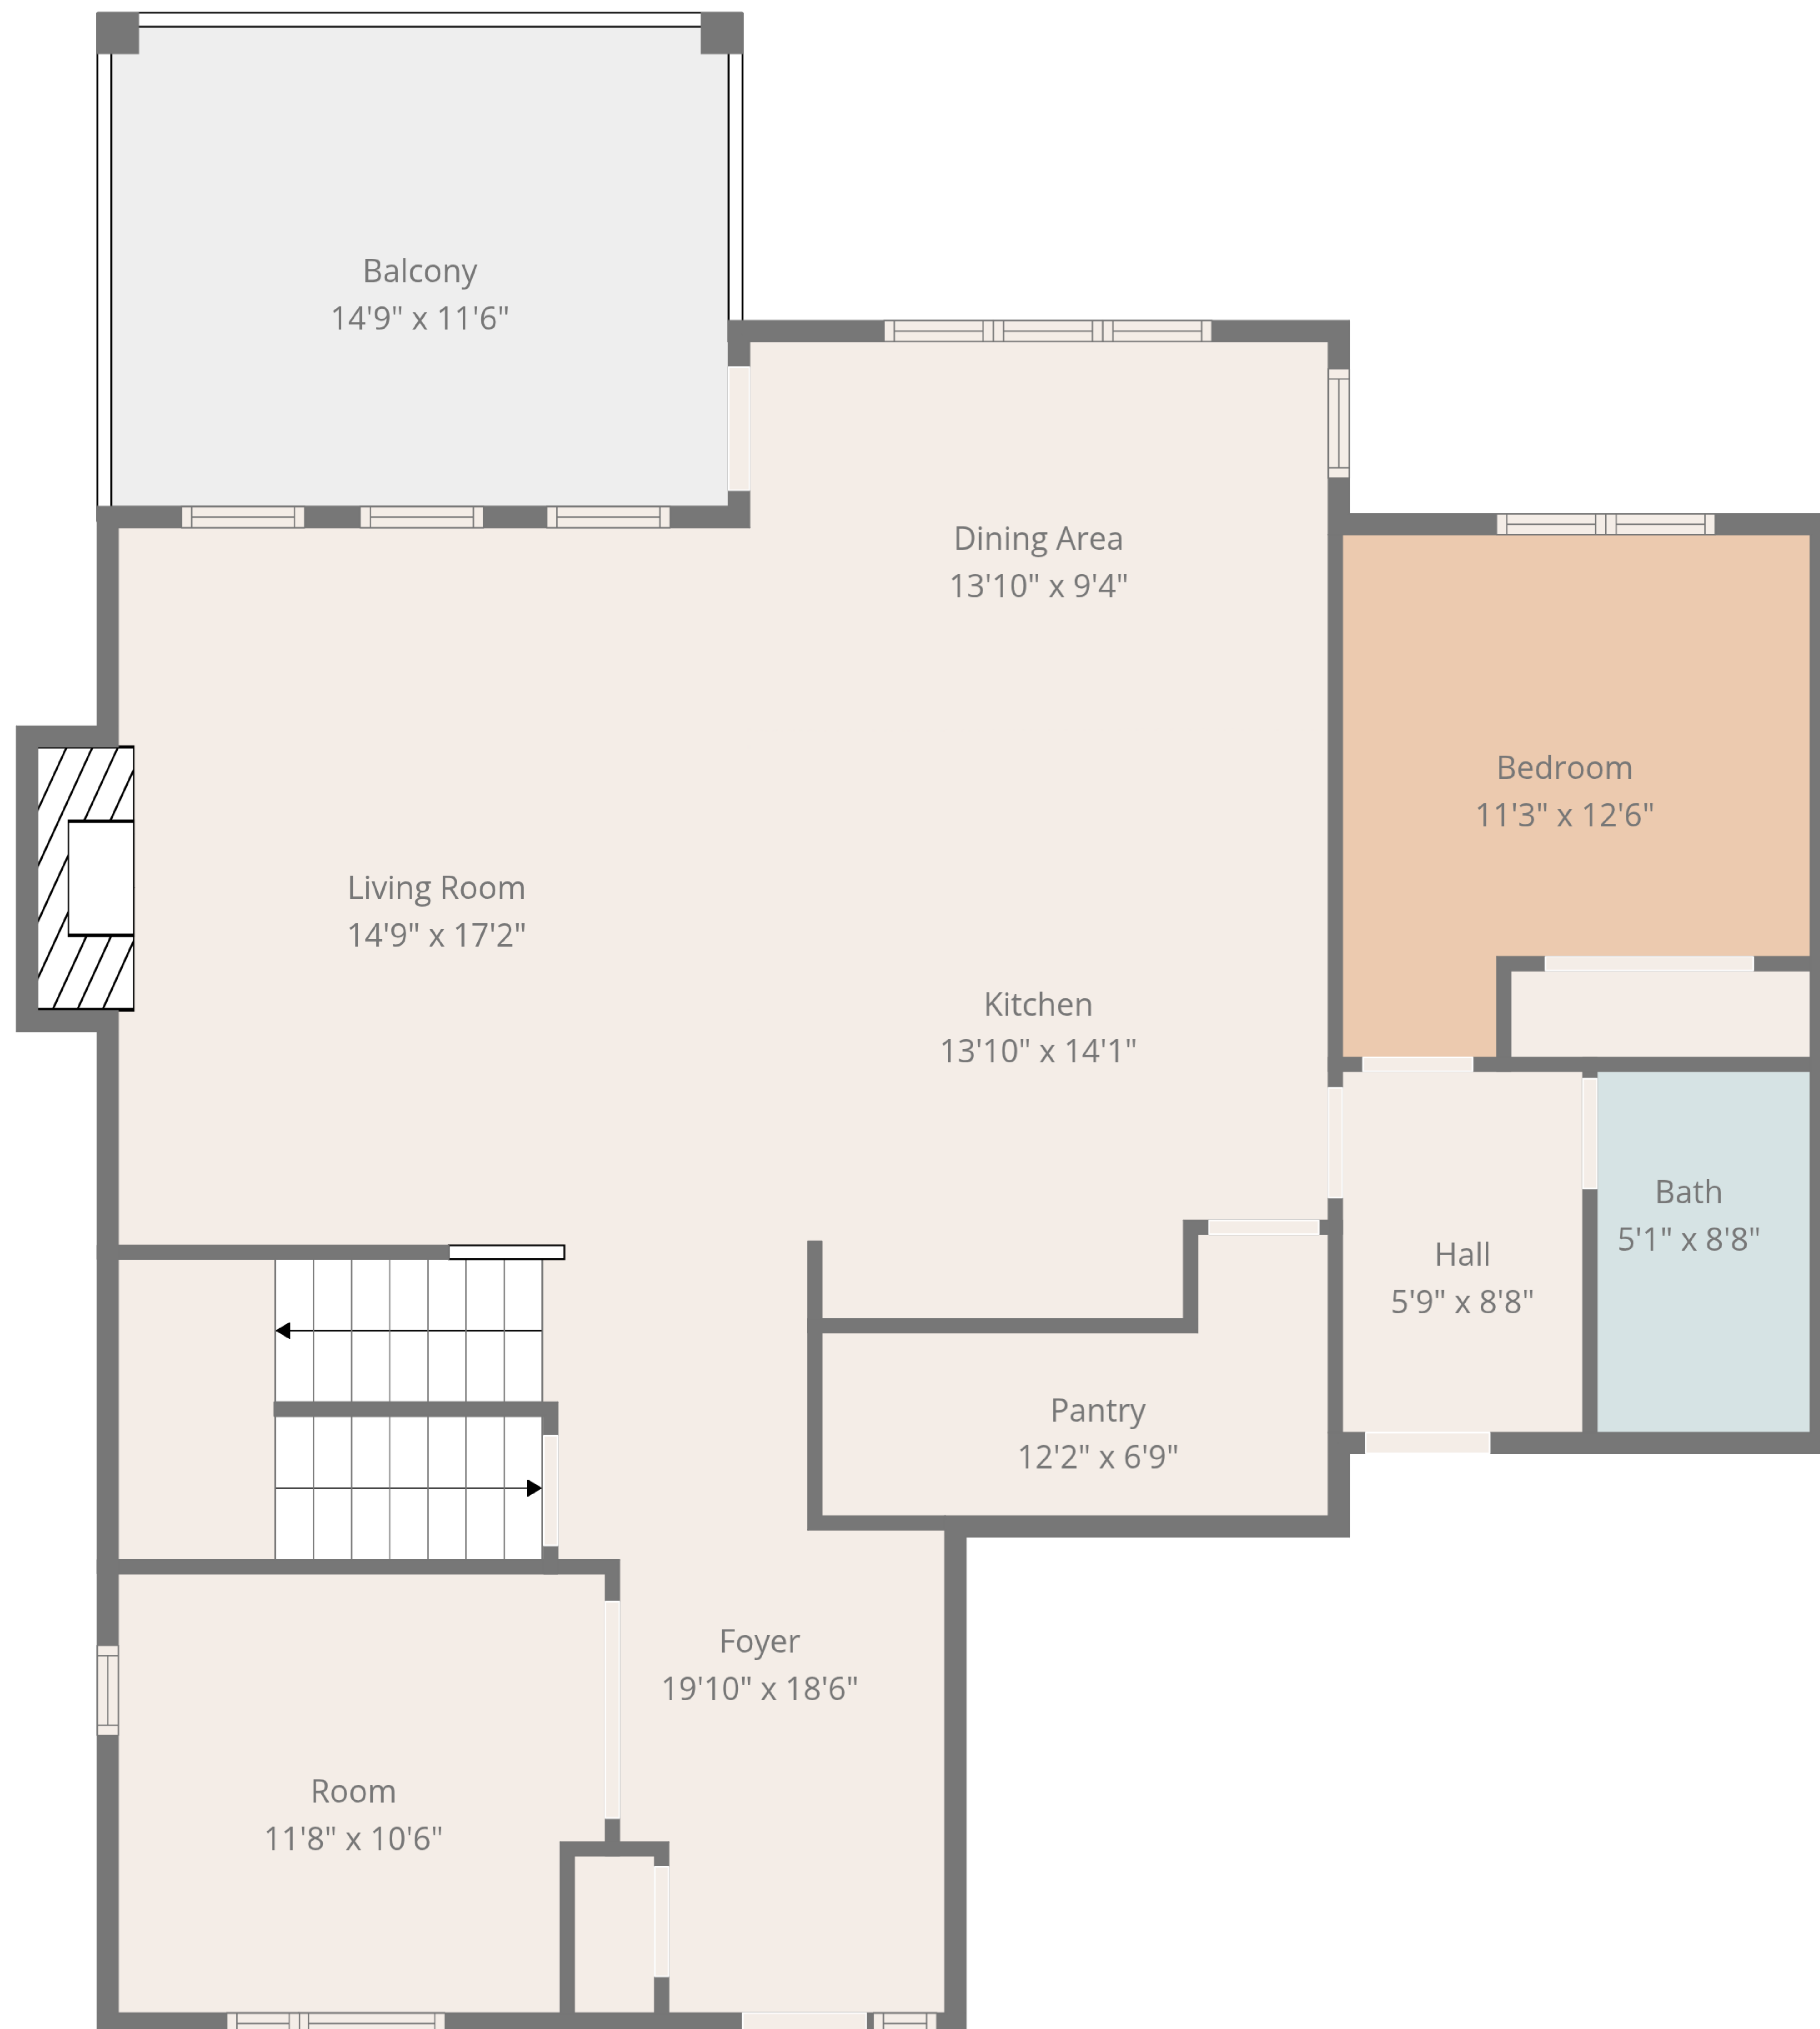 Balcony
14'9" x 11'6"
Dining Area
13'10" x 9'4"
Bedroom
11'3" x 12'6"
Living Room
14'9" x 17'2"
Kitchen
13'10" x 14'1"
Bath
5'1" x 8'8"
Hall
5'9" x 8'8"
Pantry
12'2" x 6'9"
Foyer
19'10" x 18'6"
Room
11'8" x 10'6"